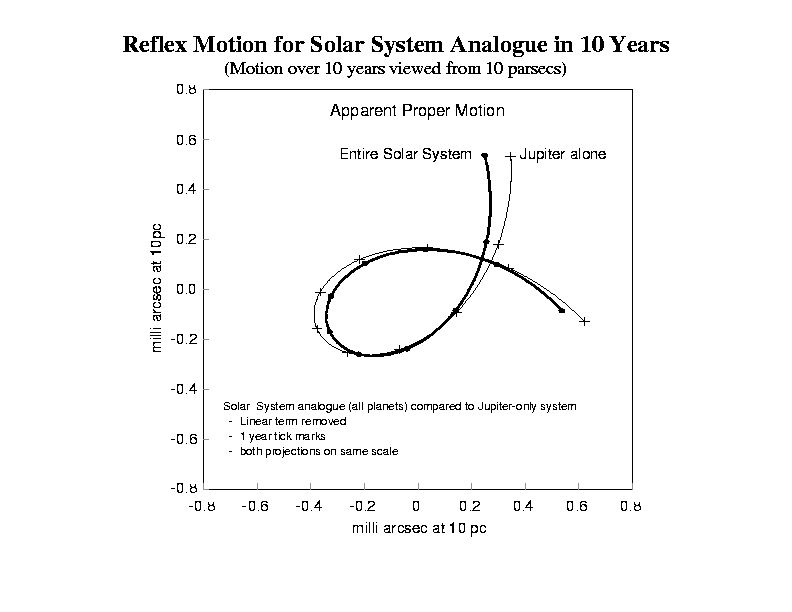 Reflex Motion for Solar System Analogue in 10 Years
(Motion over 10 years viewed from 10 parsecs)
Apparent Proper Motion
Entire Solar System
Jupiter alone
0.8
0.6
0.4
0.2
0.0
-0.2
-0.4
-0.6
-0.8
milli arcsec at 10pc
Solar System analogue (all planets) compared to Jupiter-only system
- Linear term removed
- 1 year tick marks
- both projections on same scale
-0.8 -0.6 -0.4 -0.2 0 0.2 0.4 0.6 0.8
milli arcsec at 10 pc